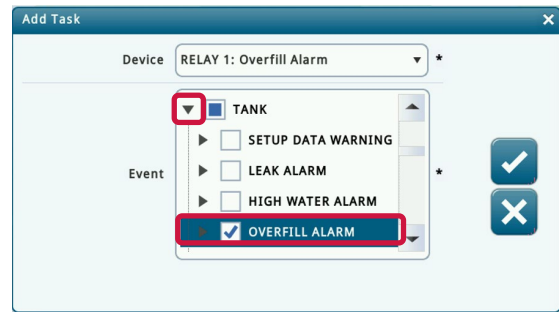 Add Task
Device RELAY 1: Overfill Alarm *
TANK
SETUP DATA WARNING
Event LEAK ALARM *
HIGH WATER ALARM
OVERFILL ALARM